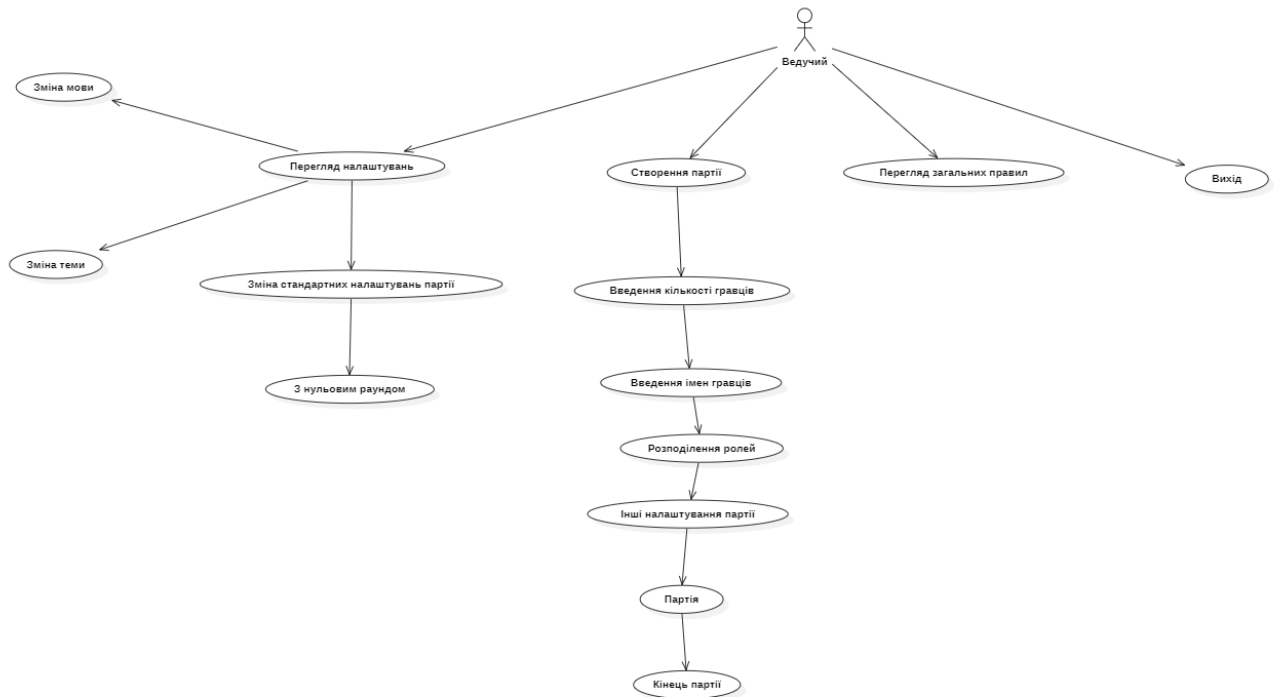 Ведучий
Зміна мови
Перегляд налаштувань
Створення партії
Перегляд загальних правил
Вихід
Зміна теми
Зміна стандартних налаштувань партії
Введення кількості гравців
Введення імен гравців
З нульовим раундом
Розподілення ролей
Інші налаштування партії
Партія
Кінець партії